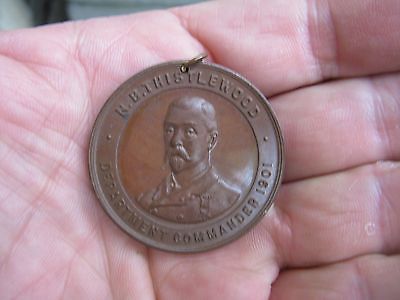 N. B. THISTLEWOOD
DEPARTMENT COMMANDER 1901